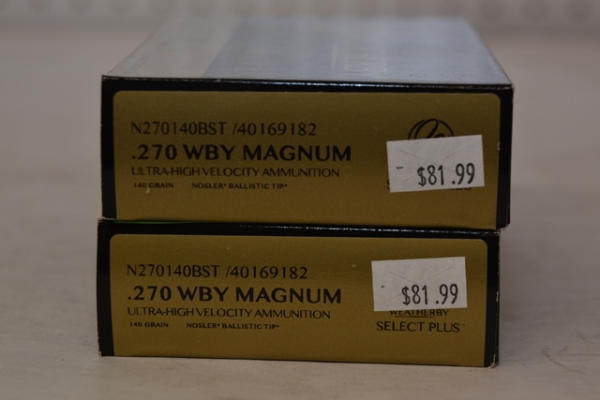 N270140BST /40169182
.270 WBY MAGNUM
ULTRA-HIGH VELOCITY AMMUNITION
140 GRAIN NOSLER® BALLISTIC TIP®
$81.99
N270140BST /40169182
.270 WBY MAGNUM
ULTRA-HIGH VELOCITY AMMUNITION
140 GRAIN NOSLER® BALLISTIC TIP®
$81.99
WEATHERBY
SELECT PLUS™